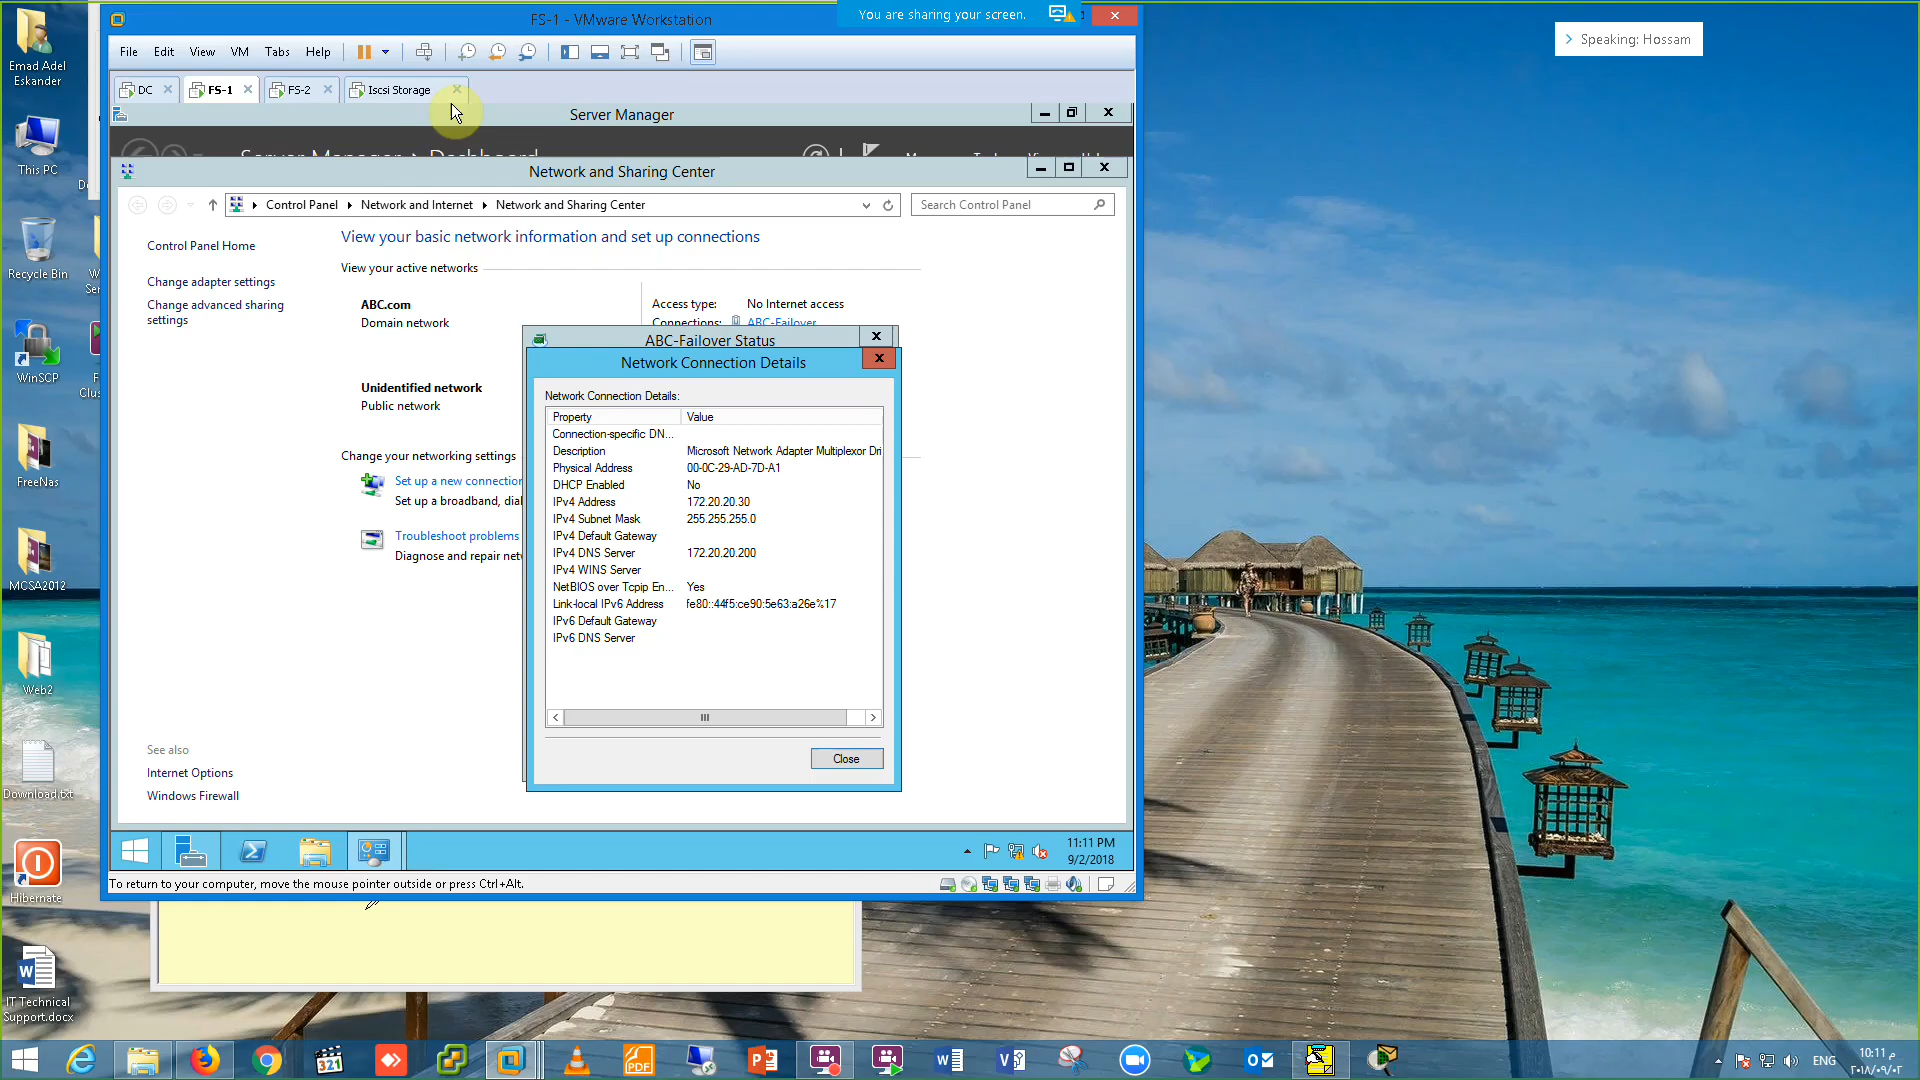 FS-1 - VMware Workstation
You are sharing your screen.
Speaking: Hossam
File Edit View VM Tabs Help
DC FS-1 FS-2 Iscsi Storage
Server Manager
Network and Sharing Center
Control Panel Network and Internet Network and Sharing Center
Search Control Panel
Control Panel Home
Change adapter settings
Change advanced sharing
settings
View your basic network information and set up connections
View your active networks
ABC.com
Domain network
Access type: No Internet access
Connections: ABC-Failover
Unidentified network
Public network
Change your networking settings
Set up a new connection
Set up a broadband, dial
Troubleshoot problems
Diagnose and repair netw
ABC-Failover Status
Network Connection Details
Network Connection Details:
Property Value
Connection-specific DN...
Description Microsoft Network Adapter Multiplexor Dri
Physical Address 00-0C-29-AD-7D-A1
DHCP Enabled No
IPv4 Address 172.20.20.30
IPv4 Subnet Mask 255.255.255.0
IPv4 Default Gateway
IPv4 DNS Server 172.20.20.200
IPv4 WINS Server
NetBIOS over Tcpip En... Yes
Link-local IPv6 Address fe80::44f5:ce90:5e63:a26e%17
IPv6 Default Gateway
IPv6 DNS Server
Close
See also
Internet Options
Windows Firewall
11:11 PM
9/2/2018
To return to your computer, move the mouse pointer outside or press Ctrl+Alt.
Emad Adel
Eskander
This PC
Recycle Bin
WinSCP
FreeNas
MCSA2012
Web2
Download.txt
Hibernate
IT Technical
Support.docx
321
PDF
ENG
10:11 م
٢٠١٨/٠٩/٠٢